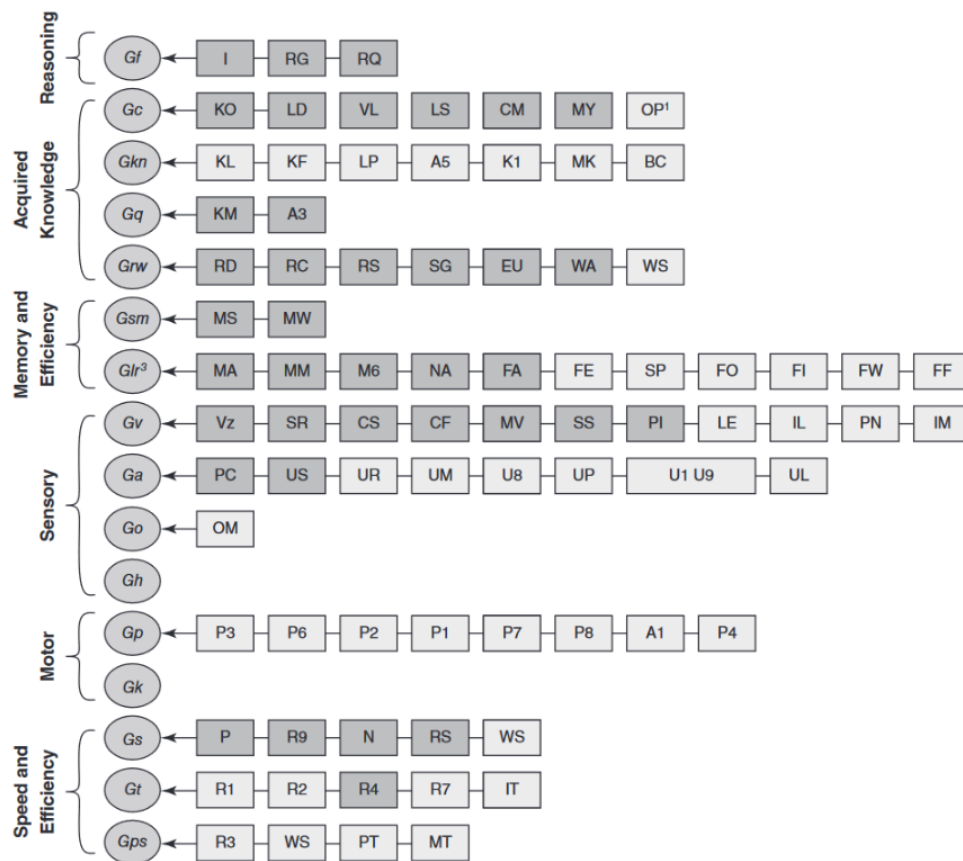 Reasoning
Gf I RG RQ
Acquired
Knowledge
Gc KO LD VL LS CM MY OP¹
Gkn KL KF LP A5 K1 MK BC
Gq KM A3
Grw RD RC RS SG EU WA WS
Memory and
Efficiency
Gsm MS MW
Glr³ MA MM M6 NA FA FE SP FO FI FW FF
Sensory
Gv Vz SR CS CF MV SS PI LE IL PN IM
Ga PC US UR UM U8 UP U1 U9 UL
Go OM
Gh
Motor
Gp P3 P6 P2 P1 P7 P8 A1 P4
Gk
Speed and
Efficiency
Gs P R9 N RS WS
Gt R1 R2 R4 R7 IT
Gps R3 WS PT MT